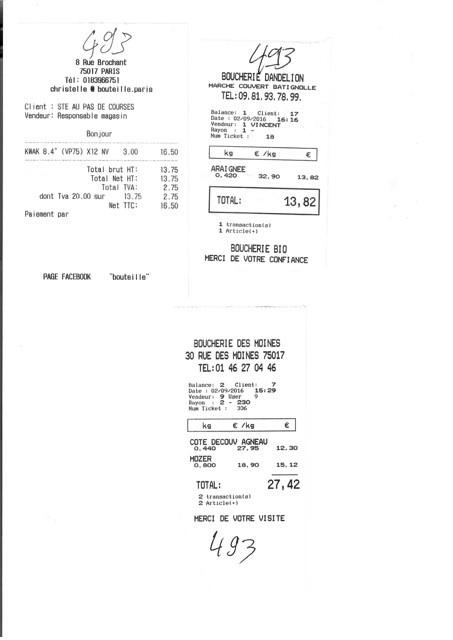 493
8 Rue Brochant
75017 PARIS
Tél: 0183966751
christelle @ bouteille.paris
Client : STE AU PAS DE COURSES
Vendeur: Responsable magasin
Bonjour
KWAK 8.4° (VP75) X12 NV 3.00 16.50
Total brut HT: 13.75
Total Net HT: 13.75
Total TVA: 2.75
dont Tva 20.00 sur 13.75 2.75
Net TTC: 16.50
Paiement par
PAGE FACEBOOK "bouteille"
493
BOUCHERIE DANDELION
MARCHE COUVERT BATIGNOLLE
TEL:09.81.93.78.99.
Balance: 1 Client: 17
Date : 02/09/2016 16:16
Vendeur: 1 VINCENT
Rayon : 1 -
Num Ticket : 18
kg € /kg €
ARAIGNEE
0,420 32,90 13,82
TOTAL: 13,82
1 transaction(s)
1 Article(s)
BOUCHERIE BIO
MERCI DE VOTRE CONFIANCE
BOUCHERIE DES MOINES
30 RUE DES MOINES 75017
TEL:01 46 27 04 46
Balance: 2 Client: 7
Date : 02/09/2016 15:29
Vendeur: 9 User 9
Rayon : 2 - 230
Num Ticket : 336
kg € /kg €
COTE DECOUV AGNEAU
0,440 27,95 12,30
MOZER
0,800 18,90 15,12
TOTAL: 27,42
2 transaction(s)
2 Article(s)
MERCI DE VOTRE VISITE
493